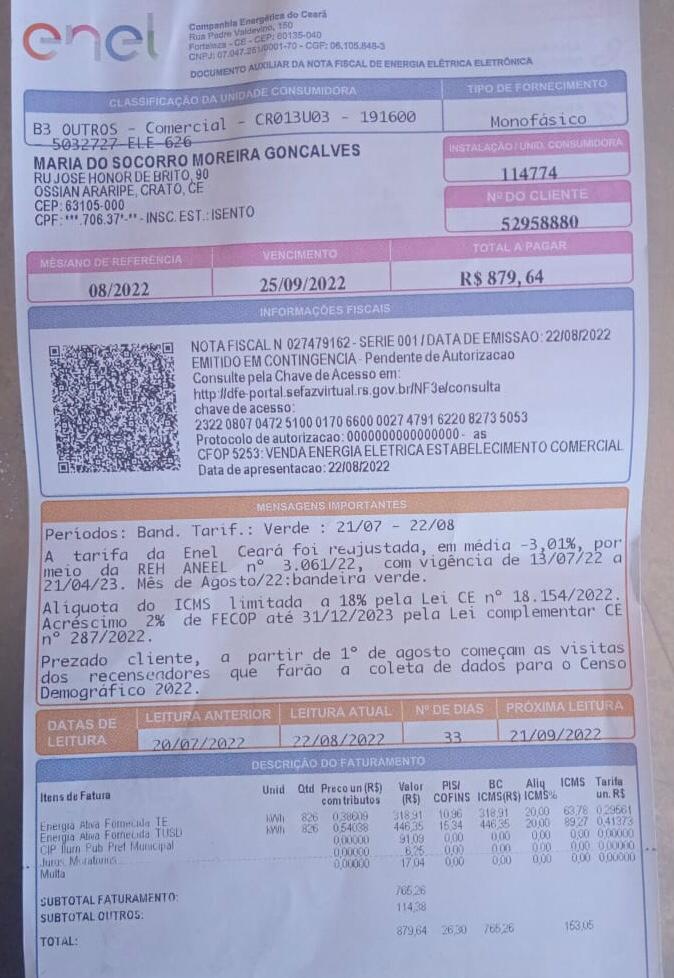 enel
Companhia Energética do Ceará
Rua Padre Valdevino, 150
Fortaleza - CE - CEP: 60135-040
CNPJ: 07.047.251/0001-70 - CGF: 06.105.848-3
DOCUMENTO AUXILIAR DA NOTA FISCAL DE ENERGIA ELÉTRICA ELETRÔNICA
CLASSIFICAÇÃO DA UNIDADE CONSUMIDORA
TIPO DE FORNECIMENTO
B3 OUTROS - Comercial - CR013U03 - 191600
- 5032727 ELE-626
Monofásico
MARIA DO SOCORRO MOREIRA GONCALVES
RU JOSE HONOR DE BRITO, 90
OSSIAN ARARIPE, CRATO, CE
CEP: 63105-000
CPF: ***.706.37*-** - INSC. EST.: ISENTO
INSTALAÇÃO / UNID. CONSUMIDORA
114774
Nº DO CLIENTE
52958880
MÊS/ANO DE REFERÊNCIA VENCIMENTO TOTAL A PAGAR
08/2022 25/09/2022 R$ 879,64
INFORMAÇÕES FISCAIS
NOTA FISCAL N 027479162 - SERIE 001 / DATA DE EMISSAO: 22/08/2022
EMITIDO EM CONTINGENCIA - Pendente de Autorizacao
Consulte pela Chave de Acesso em:
http://dfe-portal.sefazvirtual.rs.gov.br/NF3e/consulta
chave de acesso:
2322 0807 0472 5100 0170 6600 0027 4791 6220 8273 5053
Protocolo de autorizacao: 0000000000000000 - as
CFOP 5253: VENDA ENERGIA ELETRICA ESTABELECIMENTO COMERCIAL
Data de apresentacao: 22/08/2022
MENSAGENS IMPORTANTES
Períodos: Band. Tarif.: Verde : 21/07 - 22/08
A tarifa da Enel Ceará foi reujustada, em média -3,01%, por
meio da REH ANEEL nº 3.061/22, com vigência de 13/07/22 a
21/04/23. Mês de Agosto/22:bandeira verde.
Alíquota do ICMS limitada a 18% pela Lei CE nº 18.154/2022.
Acréscimo 2% de FECOP até 31/12/2023 pela Lei complementar CE
nº 287/2022.
Prezado cliente, a partir de 1º de agosto começam as visitas
dos recenseadores que farão a coleta de dados para o Censo
Demográfico 2022.
DATAS DE LEITURA
LEITURA ANTERIOR LEITURA ATUAL Nº DE DIAS PRÓXIMA LEITURA
20/07/2022 22/08/2022 33 21/09/2022
DESCRIÇÃO DO FATURAMENTO
Itens de Fatura Unid Qtd Preco un (R$) com tributos Valor (R$) PIS/ COFINS BC ICMS(R$) Aliq ICMS% ICMS Tarifa un. R$
Energia Ativa Fornecida TE kWh 826 0,38609 318,91 10,96 318,91 20,00 63,78 0,29561
Energia Ativa Fornecida TUSD kWh 826 0,54038 446,35 15,34 446,35 20,00 89,27 0,41373
CIP Ilum Pub Pref Municipal 0,00000 91,09 0,00 0,00 0,00 0,00 0,00000
Juros Moratorios 0,00000 6,25 0,00 0,00 0,00 0,00 0,00000
Multa 0,00000 17,04 0,00 0,00 0,00 0,00 0,00000
SUBTOTAL FATURAMENTO: 765,26
SUBTOTAL OUTROS: 114,38
TOTAL: 879,64 26,30 765,26 153,05